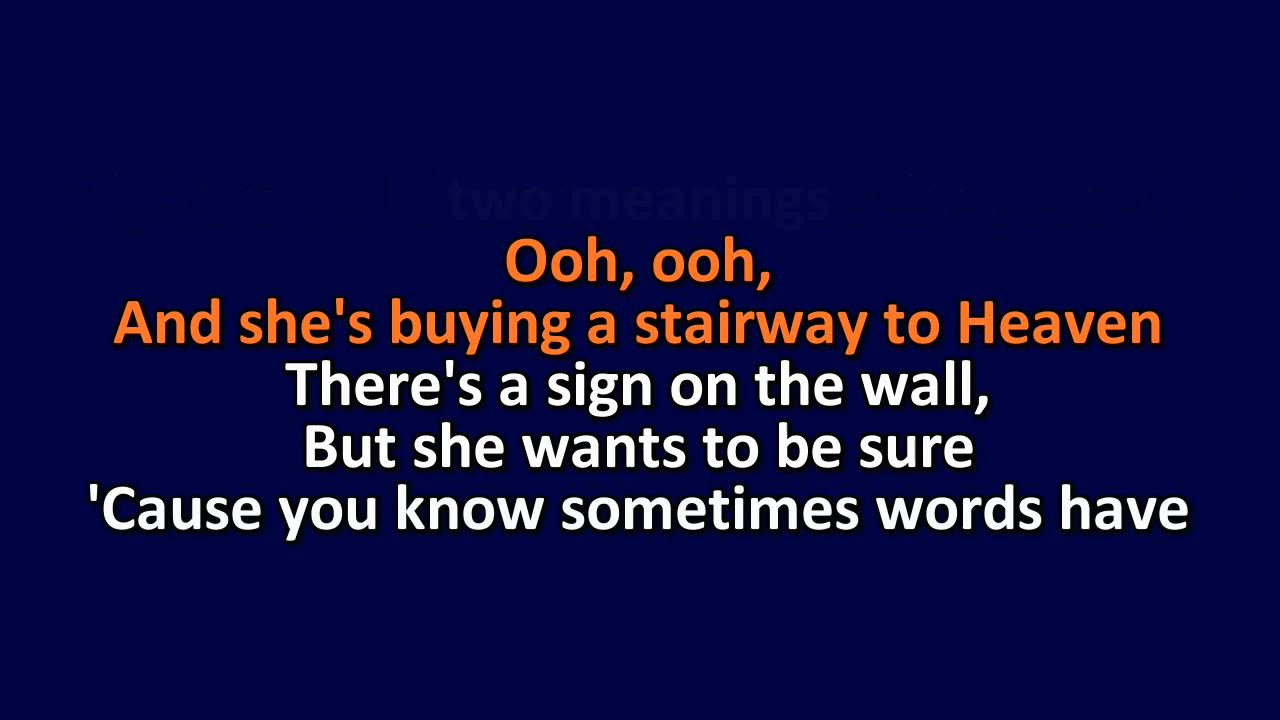 two meanings
Ooh, ooh,
And she's buying a stairway to Heaven
There's a sign on the wall,
But she wants to be sure
'Cause you know sometimes words have